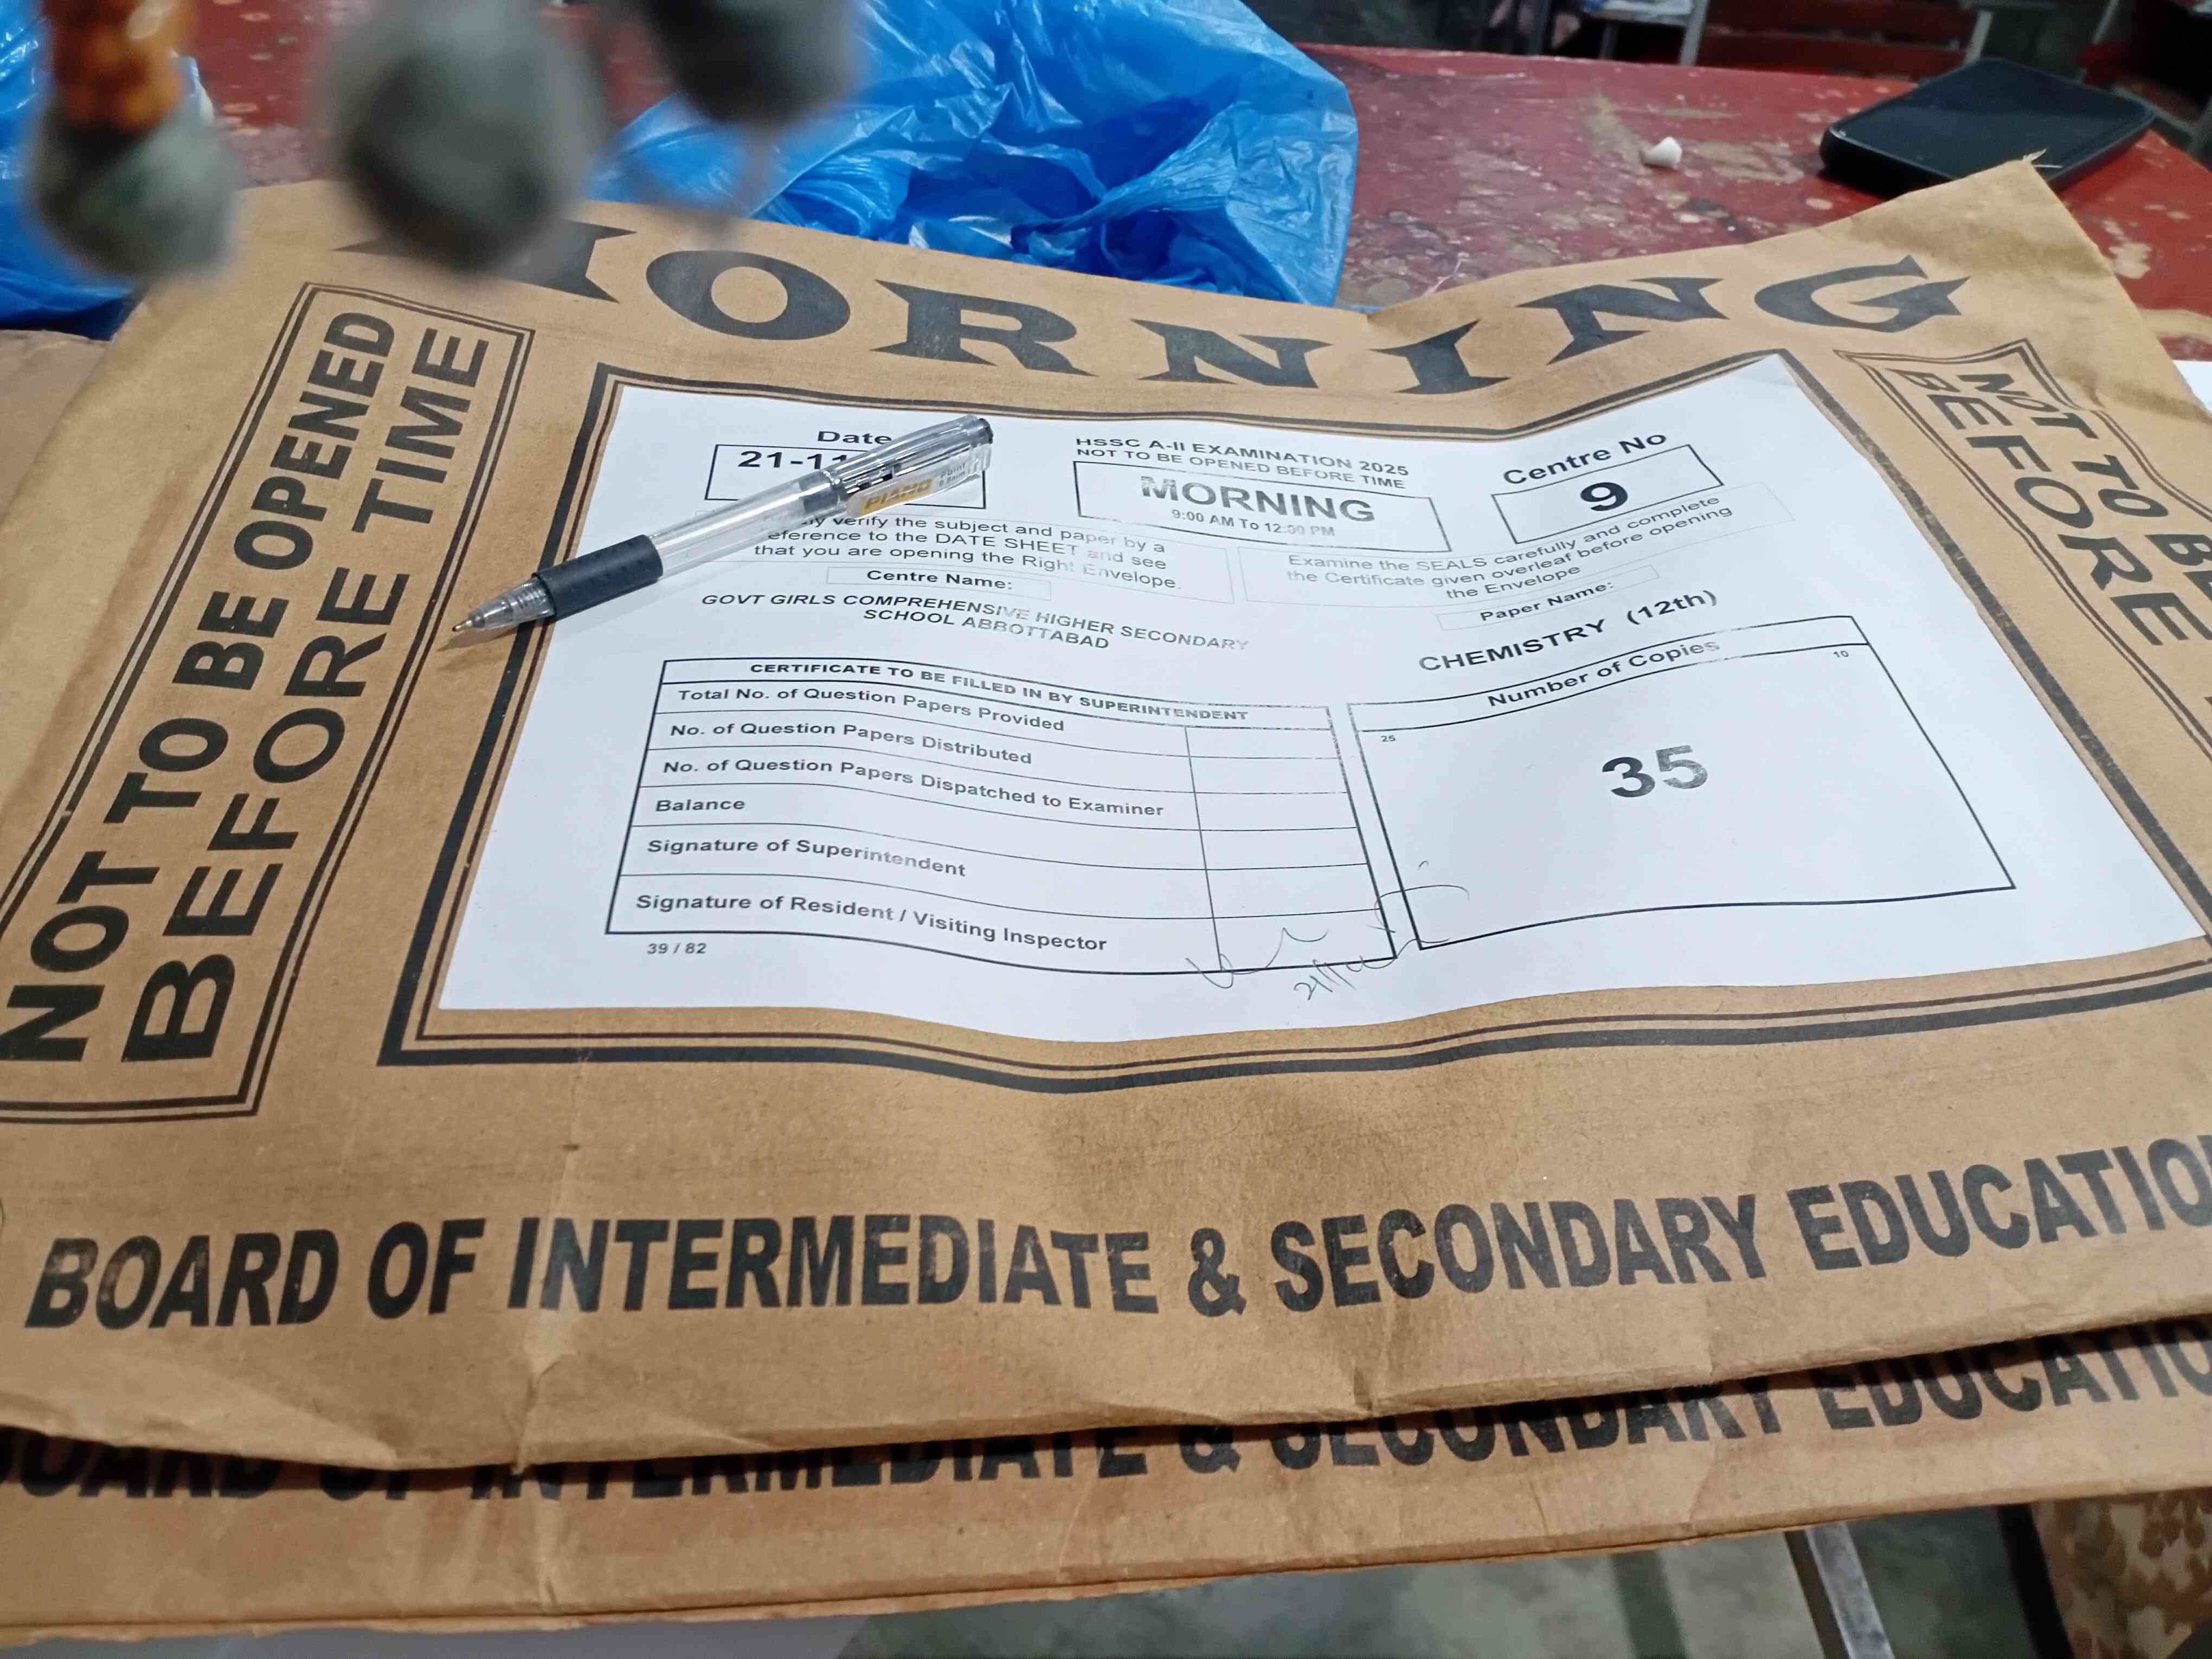 MORNING
NOT TO BE OPENED
BEFORE TIME
NOT TO BE
BEFORE
Date
21-11
HSSC A-II EXAMINATION 2025
NOT TO BE OPENED BEFORE TIME
MORNING
9:00 AM To 12:00 PM
Centre No
9
verify the subject and paper by a
reference to the DATE SHEET and see
that you are opening the Right Envelope.
Examine the SEALS carefully and complete
the Certificate given overleaf before opening
the Envelope
Centre Name:
GOVT GIRLS COMPREHENSIVE HIGHER SECONDARY
SCHOOL ABBOTTABAD
Paper Name:
CHEMISTRY (12th)
CERTIFICATE TO BE FILLED IN BY SUPERINTENDENT
Total No. of Question Papers Provided
No. of Question Papers Distributed
No. of Question Papers Dispatched to Examiner
Balance
Signature of Superintendent
Signature of Resident / Visiting Inspector
39 / 82
Number of Copies
25
10
35
PIANO
Point
0.8mm
BOARD OF INTERMEDIATE & SECONDARY EDUCATIO
BOARD OF INTERMEDIATE & SECONDARY EDUCATIO